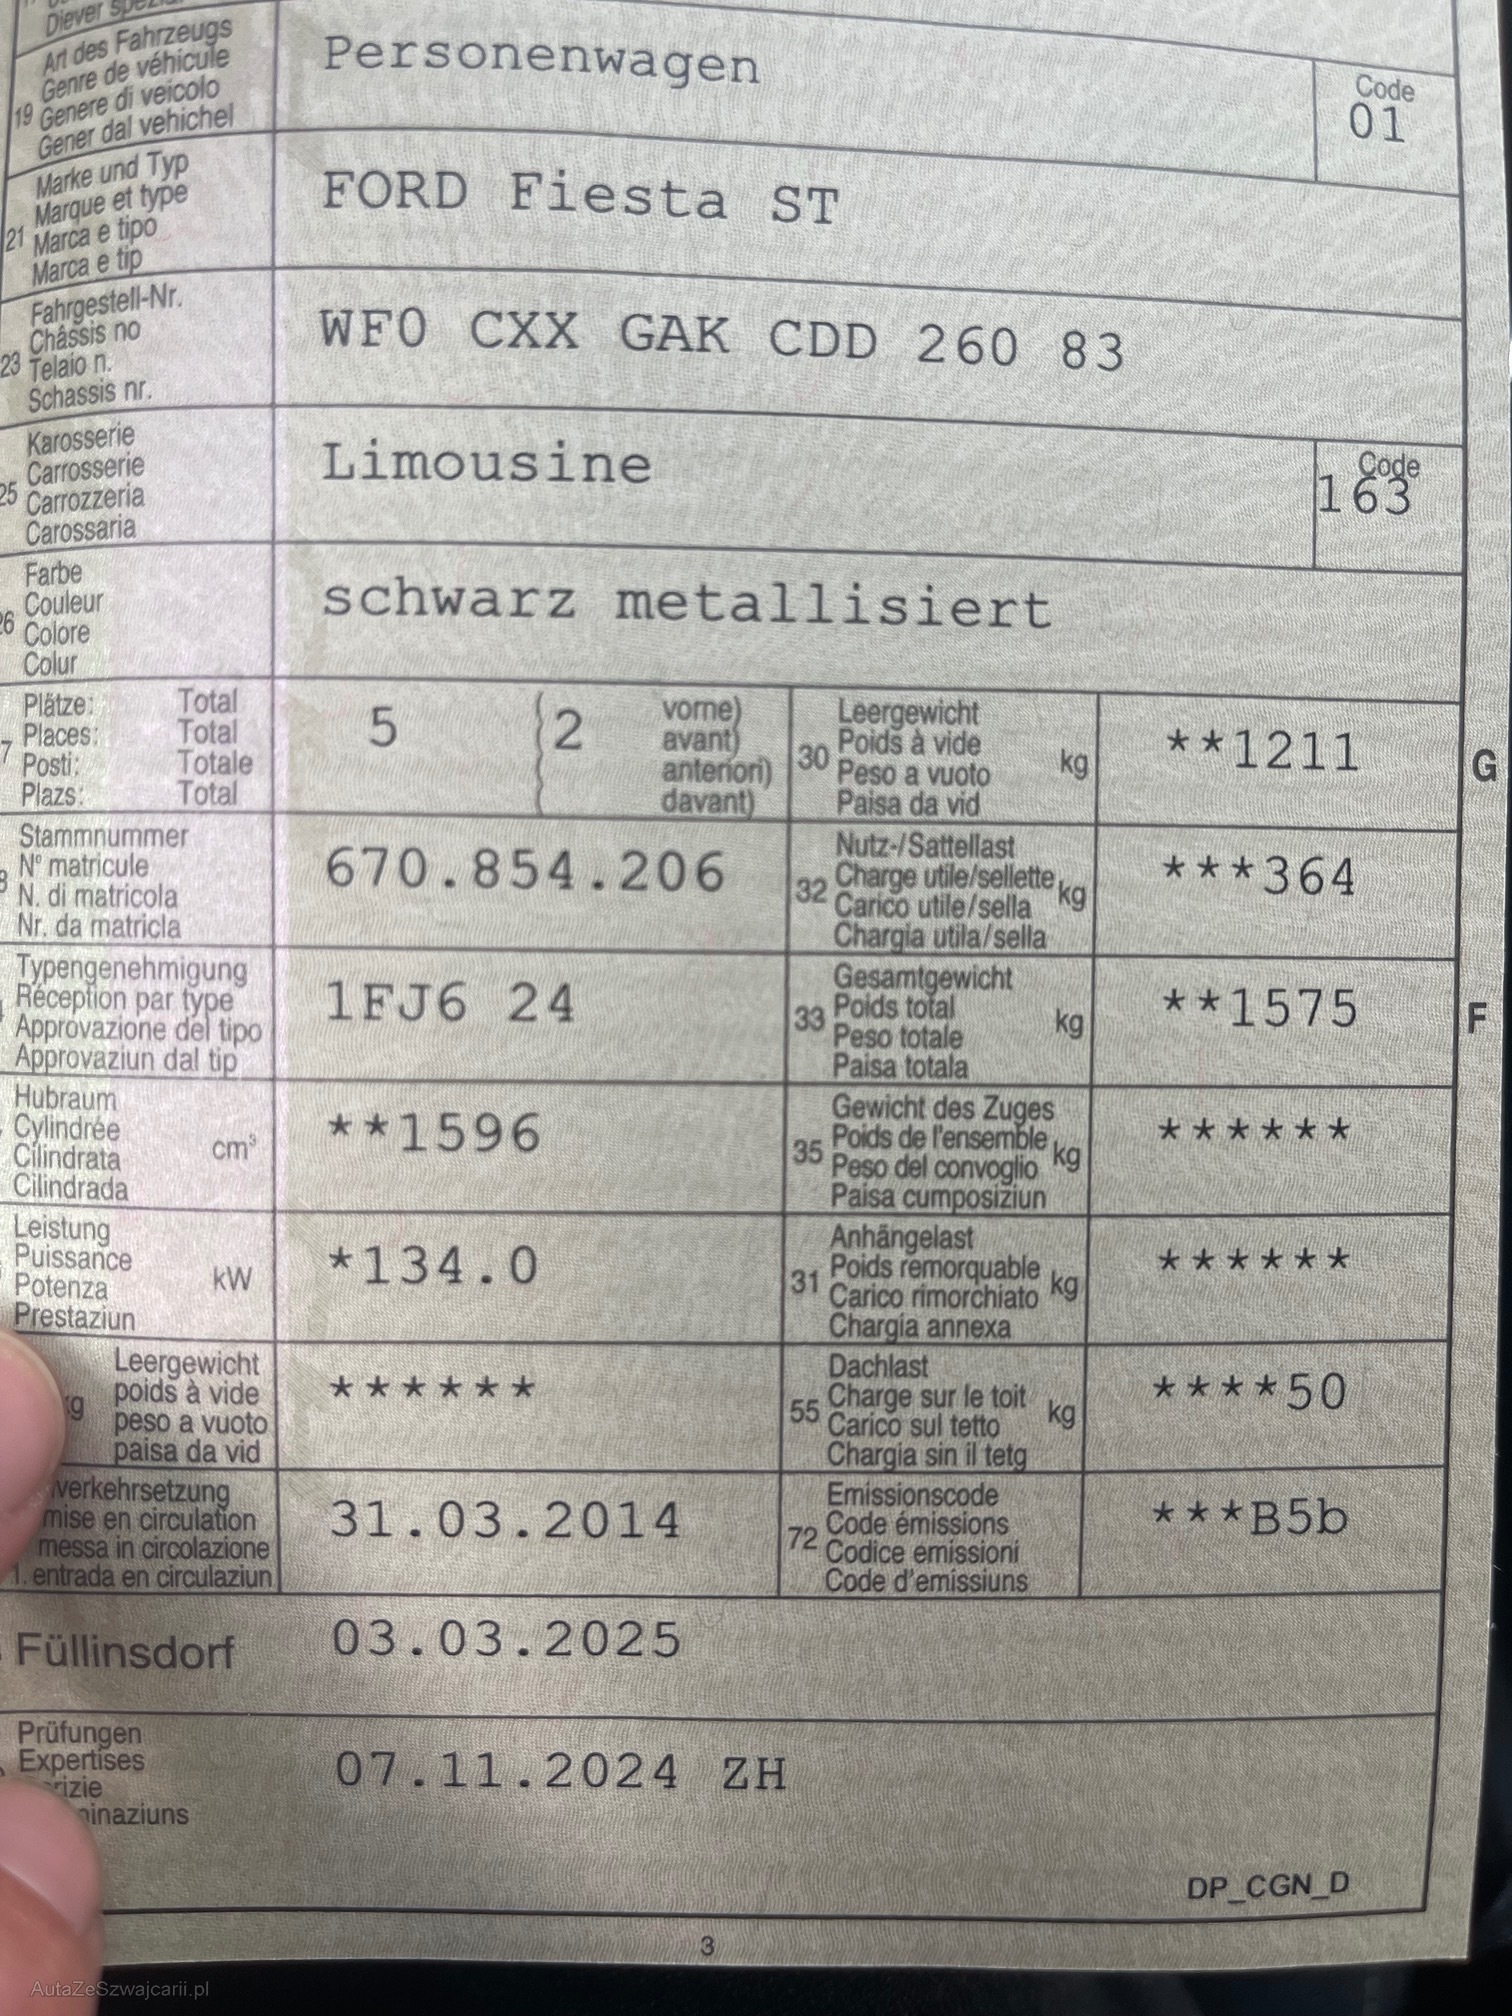 Diever
Art des Fahrzeugs
Genre de véhicule
19 Genere di veicolo
Gener dal vehichel
Personenwagen
Code
01
Marke und Typ
Marque et type
21 Marca e tipo
Marca e tip
FORD Fiesta ST
Fahrgestell-Nr.
Châssis no
23 Telaio n.
Schassis nr.
WF0 CXX GAK CDD 260 83
Karosserie
Carrosserie
25 Carrozzeria
Carossaria
Limousine
Code
163
Farbe
Couleur
26 Colore
Colur
schwarz metallisiert
Plätze: Total
7 Places: Total
Posti: Totale
Plazs: Total
5 2
vorne)
avant)
anteriori)
davant)
Leergewicht
30 Poids à vide kg
Peso a vuoto
Paisa da vid
**1211
G
Stammnummer
8 Nº matricule
N. di matricola
Nr. da matricla
670.854.206
Nutz-/Sattellast
32 Charge utile/sellette kg
Carico utile/sella
Chargia utila/sella
***364
Typengenehmigung
Réception par type
Approvazione del tipo
Approvaziun dal tip
1FJ6 24
Gesamtgewicht
33 Poids total kg
Peso totale
Paisa totala
**1575
F
Hubraum
Cylindrée cm³
Cilindrata
Cilindrada
**1596
Gewicht des Zuges
35 Poids de l'ensemble kg
Peso del convoglio
Paisa cumposiziun
******
Leistung
Puissance kW
Potenza
Prestaziun
*134.0
Anhängelast
31 Poids remorquable kg
Carico rimorchiato
Chargia annexa
******
Leergewicht
poids à vide
peso a vuoto
paisa da vid
******
Dachlast
55 Charge sur le toit kg
Carico sul tetto
Chargia sin il tetg
****50
verkehrsetzung
mise en circulation
messa in circolazione
1. entrada en circulaziun
31.03.2014
Emissionscode
72 Code émissions
Codice emissioni
Code d'emissiuns
***B5b
Füllinsdorf
03.03.2025
Prüfungen
Expertises
rizie
inaziuns
07.11.2024 ZH
DP_CGN_D
3
AutaZeSzwajcarii.pl